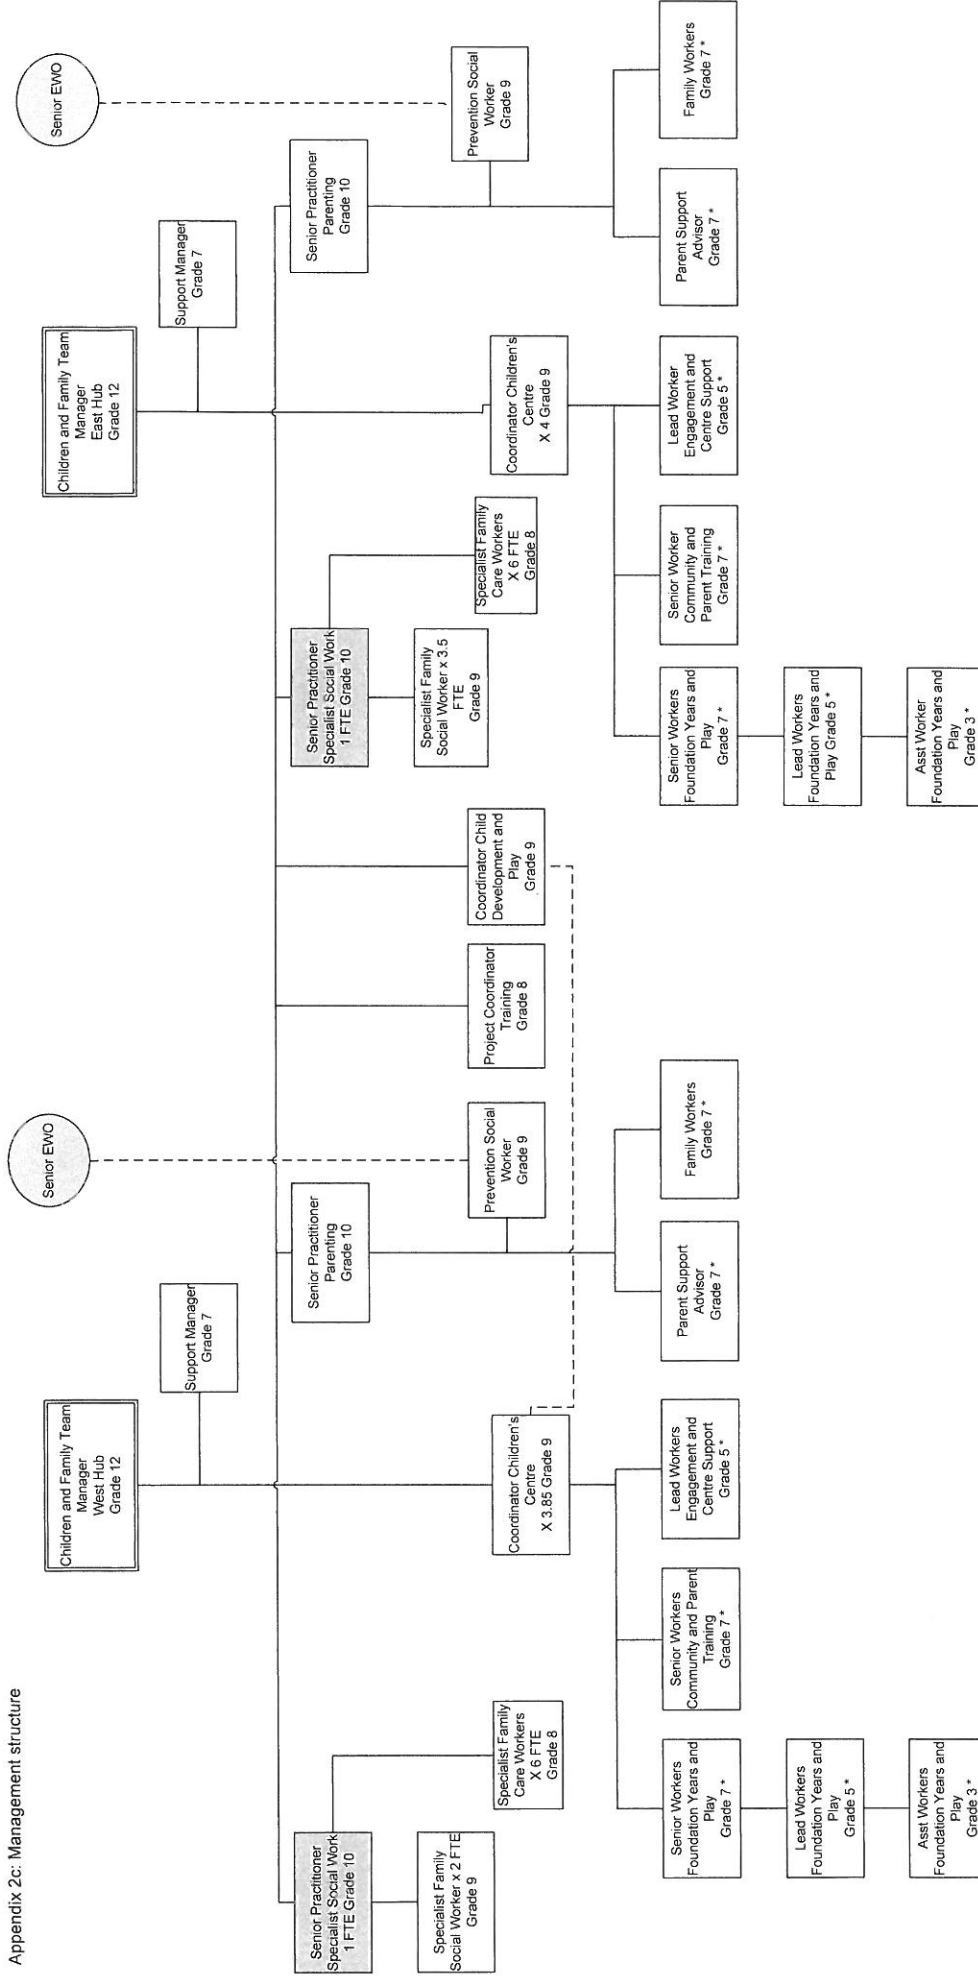 Appendix 2c: Management structure
Children and Family Team
Manager
West Hub
Grade 12
Senior EWO
Children and Family Team
Manager
East Hub
Grade 12
Senior EWO
Support Manager
Grade 7
Support Manager
Grade 7
Senior Practitioner
Specialist Social Work
1 FTE Grade 10
Senior Practitioner
Parenting
Grade 10
Senior Practitioner
Specialist Social Work
1 FTE Grade 10
Senior Practitioner
Parenting
Grade 10
Specialist Family
Social Worker x 2 FTE
Grade 9
Specialist Family
Care Workers
X 6 FTE
Grade 8
Coordinator Children's
Centre
X 3.85 Grade 9
Prevention Social
Worker
Grade 9
Project Coordinator
Training
Grade 8
Coordinator Child
Development and
Play
Grade 9
Specialist Family
Social Worker x 3.5
FTE
Grade 9
Specialist Family
Care Workers
X 6 FTE
Grade 8
Coordinator Children's
Centre
X 4 Grade 9
Prevention Social
Worker
Grade 9
Senior Workers
Foundation Years and
Play
Grade 7 *
Senior Workers
Community and Parent
Training
Grade 7 *
Lead Workers
Engagement and
Centre Support
Grade 5 *
Parent Support
Advisor
Grade 7 *
Family Workers
Grade 7 *
Senior Workers
Foundation Years and
Play
Grade 7 *
Senior Worker
Community and
Parent Training
Grade 7 *
Lead Worker
Engagement and
Centre Support
Grade 5 *
Parent Support
Advisor
Grade 7 *
Family Workers
Grade 7 *
Lead Workers
Foundation Years and
Play
Grade 5 *
Lead Workers
Foundation Years and
Play Grade 5 *
Asst Workers
Foundation Years and
Play
Grade 3 *
Asst Worker
Foundation Years and
Play
Grade 3 *